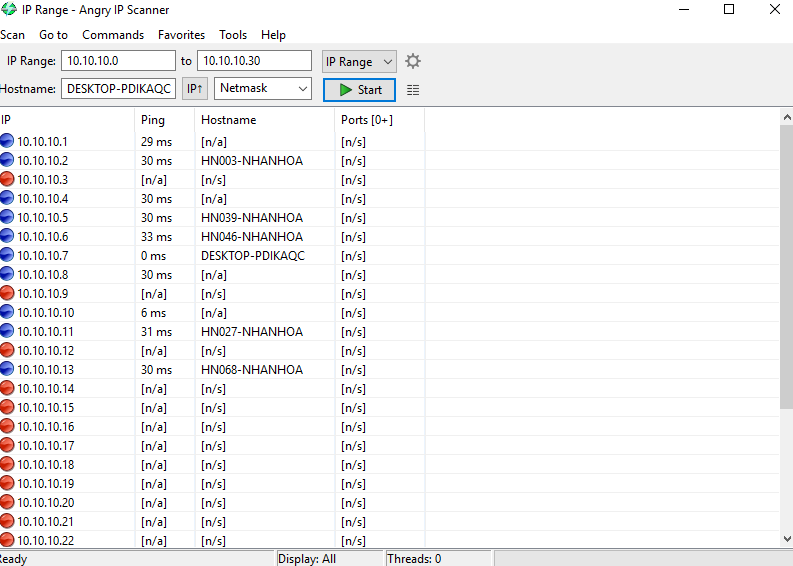 IP Range - Angry IP Scanner
Scan Go to Commands Favorites Tools Help
IP Range: 10.10.10.0 to 10.10.10.30 IP Range
Hostname: DESKTOP-PDIKAQC IP↑ Netmask Start
IP Ping Hostname Ports [0+]
10.10.10.1 29 ms [n/a] [n/s]
10.10.10.2 30 ms HN003-NHANHOA [n/s]
10.10.10.3 [n/a] [n/s] [n/s]
10.10.10.4 30 ms [n/a] [n/s]
10.10.10.5 30 ms HN039-NHANHOA [n/s]
10.10.10.6 33 ms HN046-NHANHOA [n/s]
10.10.10.7 0 ms DESKTOP-PDIKAQC [n/s]
10.10.10.8 30 ms [n/a] [n/s]
10.10.10.9 [n/a] [n/s] [n/s]
10.10.10.10 6 ms [n/a] [n/s]
10.10.10.11 31 ms HN027-NHANHOA [n/s]
10.10.10.12 [n/a] [n/s] [n/s]
10.10.10.13 30 ms HN068-NHANHOA [n/s]
10.10.10.14 [n/a] [n/s] [n/s]
10.10.10.15 [n/a] [n/s] [n/s]
10.10.10.16 [n/a] [n/s] [n/s]
10.10.10.17 [n/a] [n/s] [n/s]
10.10.10.18 [n/a] [n/s] [n/s]
10.10.10.19 [n/a] [n/s] [n/s]
10.10.10.20 [n/a] [n/s] [n/s]
10.10.10.21 [n/a] [n/s] [n/s]
10.10.10.22 [n/a] [n/s] [n/s]
Ready Display: All Threads: 0